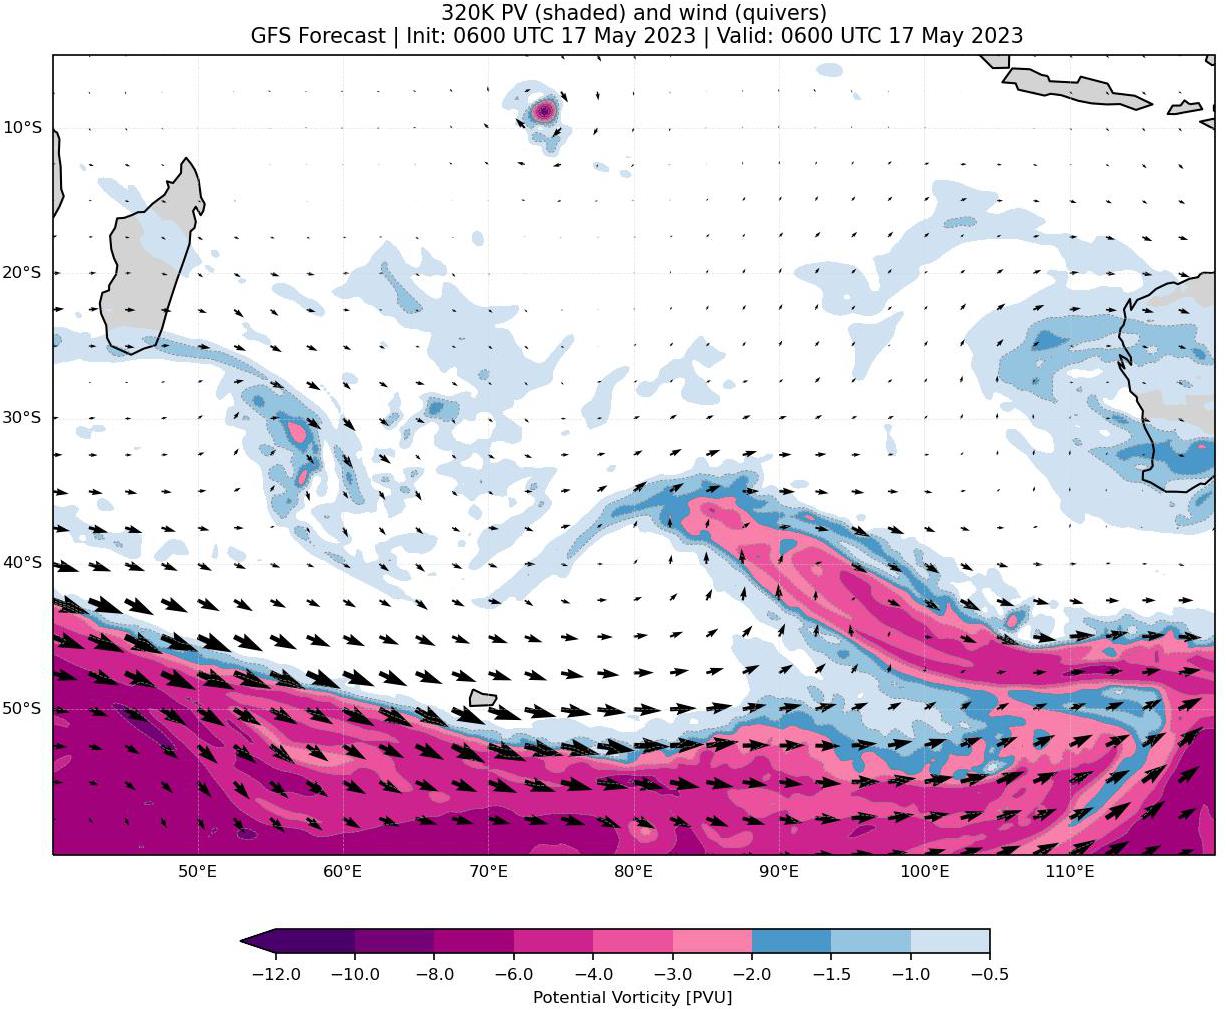 320K PV (shaded) and wind (quivers)
GFS Forecast | Init: 0600 UTC 17 May 2023 | Valid: 0600 UTC 17 May 2023
10°S
20°S
30°S
40°S
50°S
50°E 60°E 70°E 80°E 90°E 100°E 110°E
−12.0 −10.0 −8.0 −6.0 −4.0 −3.0 −2.0 −1.5 −1.0 −0.5
Potential Vorticity [PVU]